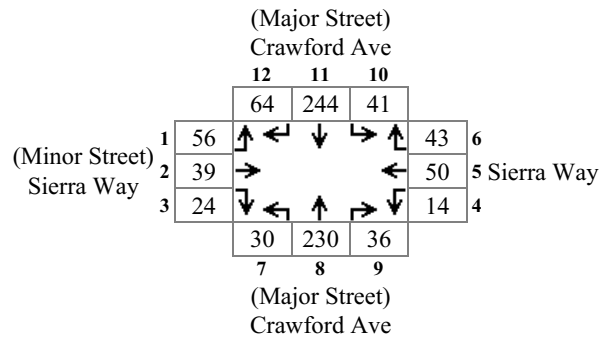 (Major Street)
Crawford Ave
12 11 10
64 244 41
1 56 43 6
(Minor Street) 2 39 50 5 Sierra Way
Sierra Way
3 24 14 4
30 230 36
7 8 9
(Major Street)
Crawford Ave